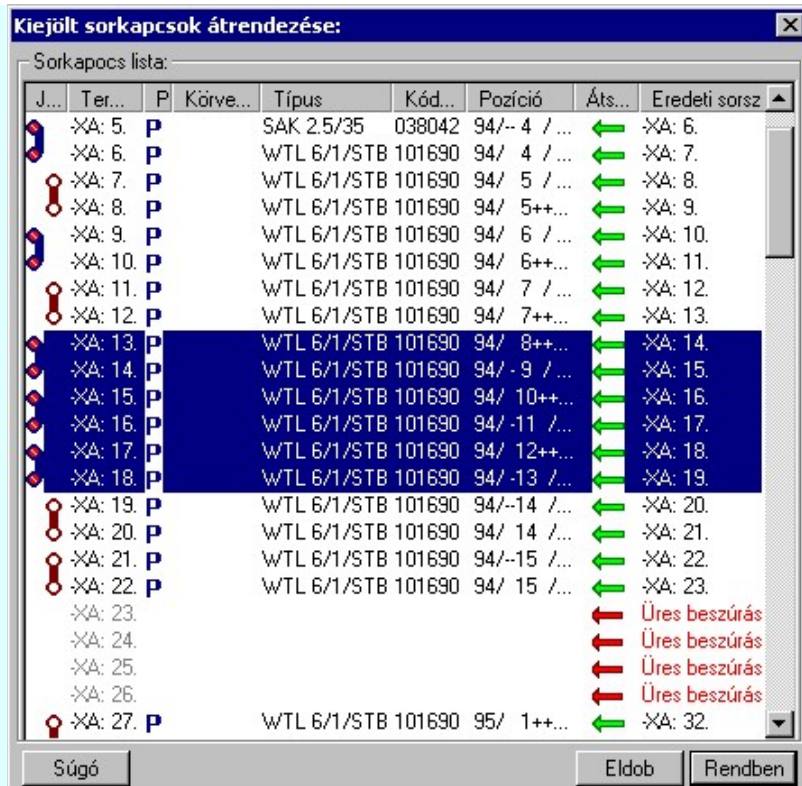 Kiejölt sorkapcsok átrendezése:
Sorkapocs lista:
J... Ter... P Körve... Típus Kód... Pozíció Áts... Eredeti sorsz
-XA: 5. P SAK 2.5/35 038042 94/-- 4 / ... -XA: 6.
-XA: 6. P WTL 6/1/STB 101690 94/- 4 / ... -XA: 7.
-XA: 7. P WTL 6/1/STB 101690 94/ 5 / ... -XA: 8.
-XA: 8. P WTL 6/1/STB 101690 94/ 5++... -XA: 9.
-XA: 9. P WTL 6/1/STB 101690 94/ 6 / ... -XA: 10.
-XA: 10. P WTL 6/1/STB 101690 94/ 6++... -XA: 11.
-XA: 11. P WTL 6/1/STB 101690 94/ 7 / ... -XA: 12.
-XA: 12. P WTL 6/1/STB 101690 94/ 7++... -XA: 13.
-XA: 13. P WTL 6/1/STB 101690 94/ 8++... -XA: 14.
-XA: 14. P WTL 6/1/STB 101690 94/ - 9 / ... -XA: 15.
-XA: 15. P WTL 6/1/STB 101690 94/ 10++... -XA: 16.
-XA: 16. P WTL 6/1/STB 101690 94/ -11 /... -XA: 17.
-XA: 17. P WTL 6/1/STB 101690 94/ 12++... -XA: 18.
-XA: 18. P WTL 6/1/STB 101690 94/ -13 /... -XA: 19.
-XA: 19. P WTL 6/1/STB 101690 94/--14 /... -XA: 20.
-XA: 20. P WTL 6/1/STB 101690 94/ 14 /... -XA: 21.
-XA: 21. P WTL 6/1/STB 101690 94/--15 /... -XA: 22.
-XA: 22. P WTL 6/1/STB 101690 94/ 15 /... -XA: 23.
-XA: 23. Üres beszúrás
-XA: 24. Üres beszúrás
-XA: 25. Üres beszúrás
-XA: 26. Üres beszúrás
-XA: 27. P WTL 6/1/STB 101690 95/ 1++... -XA: 32.
Súgó Eldob Rendben